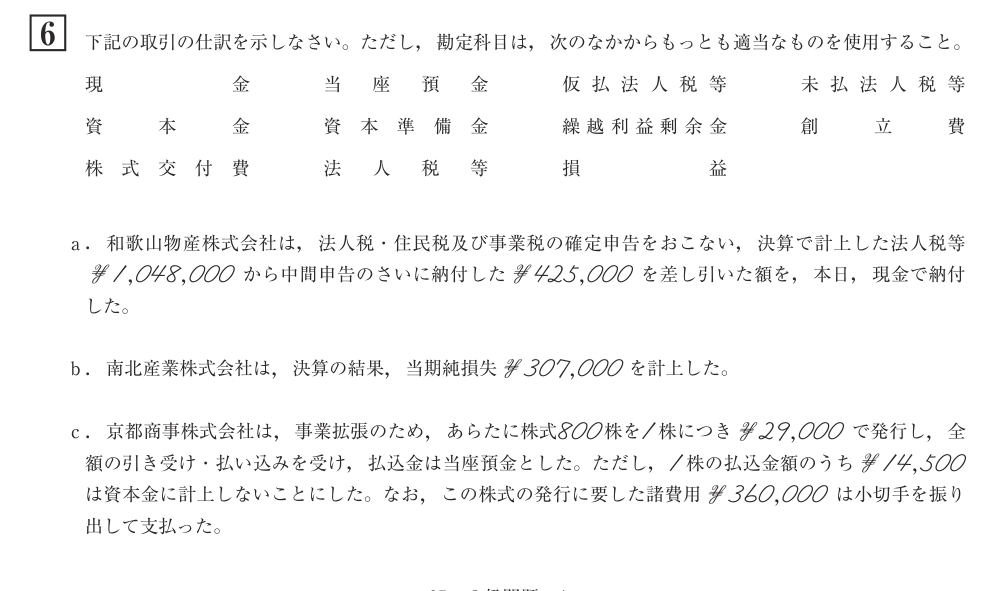 6 下記の取引の仕訳を示しなさい。ただし，勘定科目は，次のなかからもっとも適当なものを使用すること。
現金 当座預金 仮払法人税等 未払法人税等
資本金 資本準備金 繰越利益剰余金 創立費
株式交付費 法人税等 損益
a．和歌山物産株式会社は，法人税・住民税及び事業税の確定申告をおこない，決算で計上した法人税等
¥1,048,000 から中間申告のさいに納付した ¥425,000 を差し引いた額を，本日，現金で納付
した。
b．南北産業株式会社は，決算の結果，当期純損失 ¥307,000 を計上した。
c．京都商事株式会社は，事業拡張のため，あらたに株式800株を1株につき ¥29,000 で発行し，全
額の引き受け・払い込みを受け，払込金は当座預金とした。ただし，1株の払込金額のうち ¥14,500
は資本金に計上しないことにした。なお，この株式の発行に要した諸費用 ¥360,000 は小切手を振り
出して支払った。